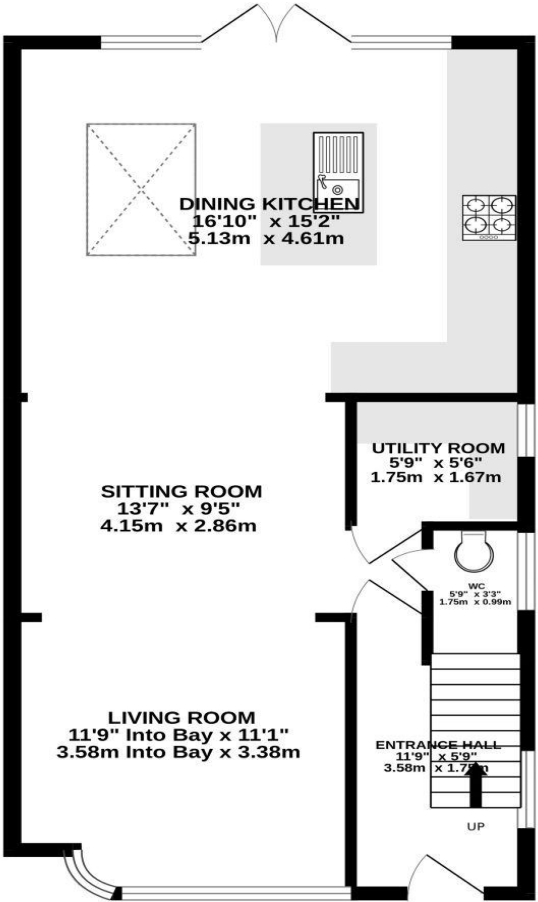 DINING KITCHEN
16'10" x 15'2"
5.13m x 4.61m
UTILITY ROOM
5'9" x 5'6"
1.75m x 1.67m
SITTING ROOM
13'7" x 9'5"
4.15m x 2.86m
WC
5'9" x 3'3"
1.75m x 0.99m
LIVING ROOM
11'9" Into Bay x 11'1"
3.58m Into Bay x 3.38m
ENTRANCE HALL
11'9" x 5'9"
3.58m x 1.75m
UP